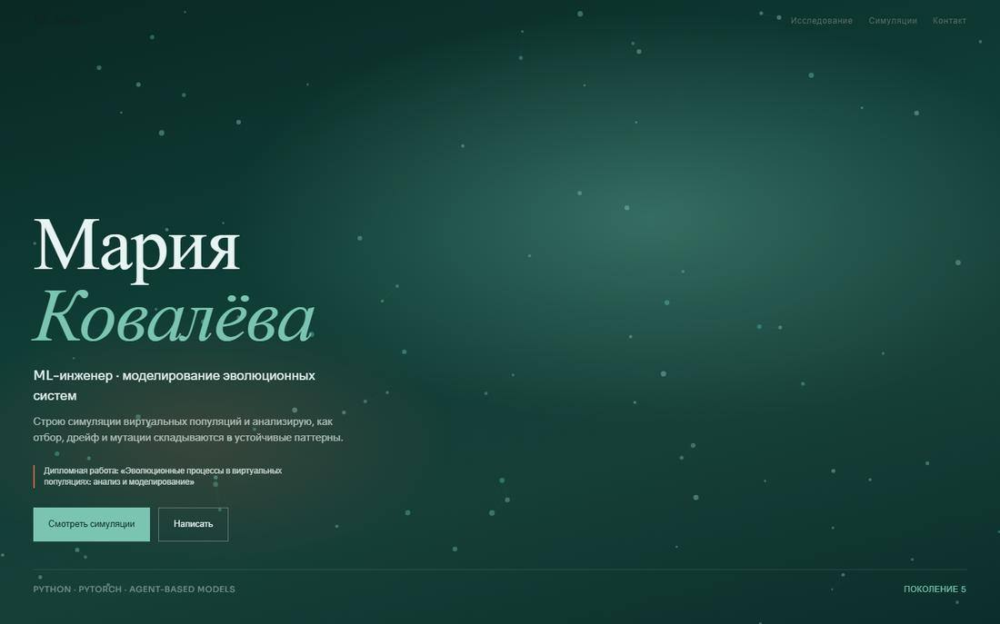 Исследование Симуляции Контакт
Мария
Ковалёва
ML-инженер · моделирование эволюционных
систем
Строю симуляции виртуальных популяций и анализирую, как
отбор, дрейф и мутации складываются в устойчивые паттерны.
Дипломная работа: «Эволюционные процессы в виртуальных
популяциях: анализ и моделирование»
Смотреть симуляции Написать
PYTHON · PYTORCH · AGENT-BASED MODELS ПОКОЛЕНИЕ 5